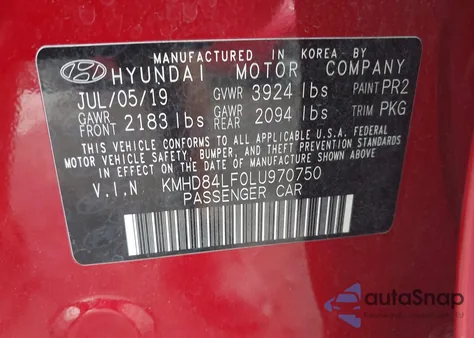 MANUFACTURED IN KOREA BY
HYUNDAI MOTOR COMPANY
JUL/05/19 GVWR 3924 lbs PAINT PR2
GAWR FRONT 2183 lbs GAWR REAR 2094 lbs TRIM PKG
THIS VEHICLE CONFORMS TO ALL APPLICABLE U.S.A. FEDERAL
MOTOR VEHICLE SAFETY, BUMPER, AND THEFT PREVENTION
STANDARDS IN EFFECT ON THE DATE OF MANUFACTURE SHOWN ABOVE.
V.I.N KMHD84LF0LU970750
PASSENGER CAR
autaSnap